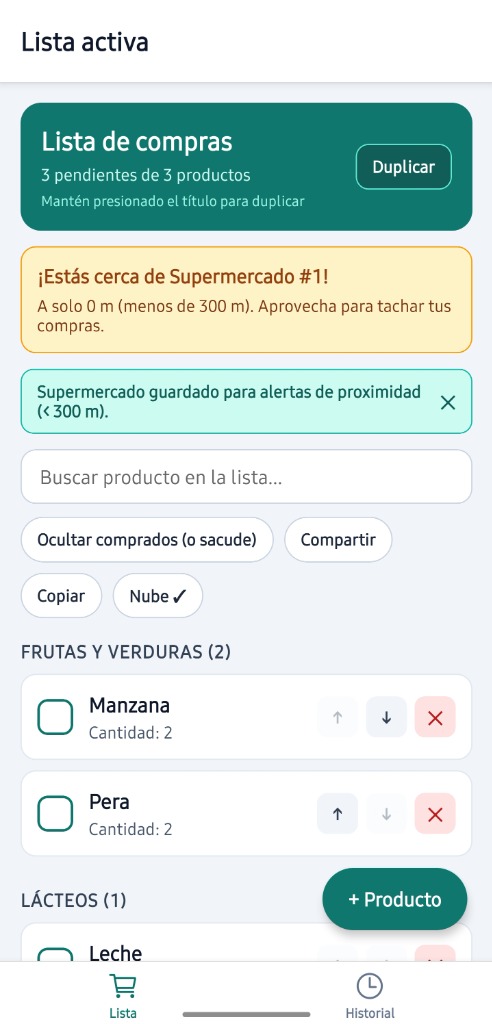 Lista activa
Lista de compras
3 pendientes de 3 productos
Mantén presionado el título para duplicar
Duplicar
¡Estás cerca de Supermercado #1!
A solo 0 m (menos de 300 m). Aprovecha para tachar tus
compras.
Supermercado guardado para alertas de proximidad
(< 300 m).
Buscar producto en la lista...
Ocultar comprados (o sacude)
Compartir
Copiar
Nube ✓
FRUTAS Y VERDURAS (2)
Manzana
Cantidad: 2
Pera
Cantidad: 2
LÁCTEOS (1)
+ Producto
Leche
Lista
Historial